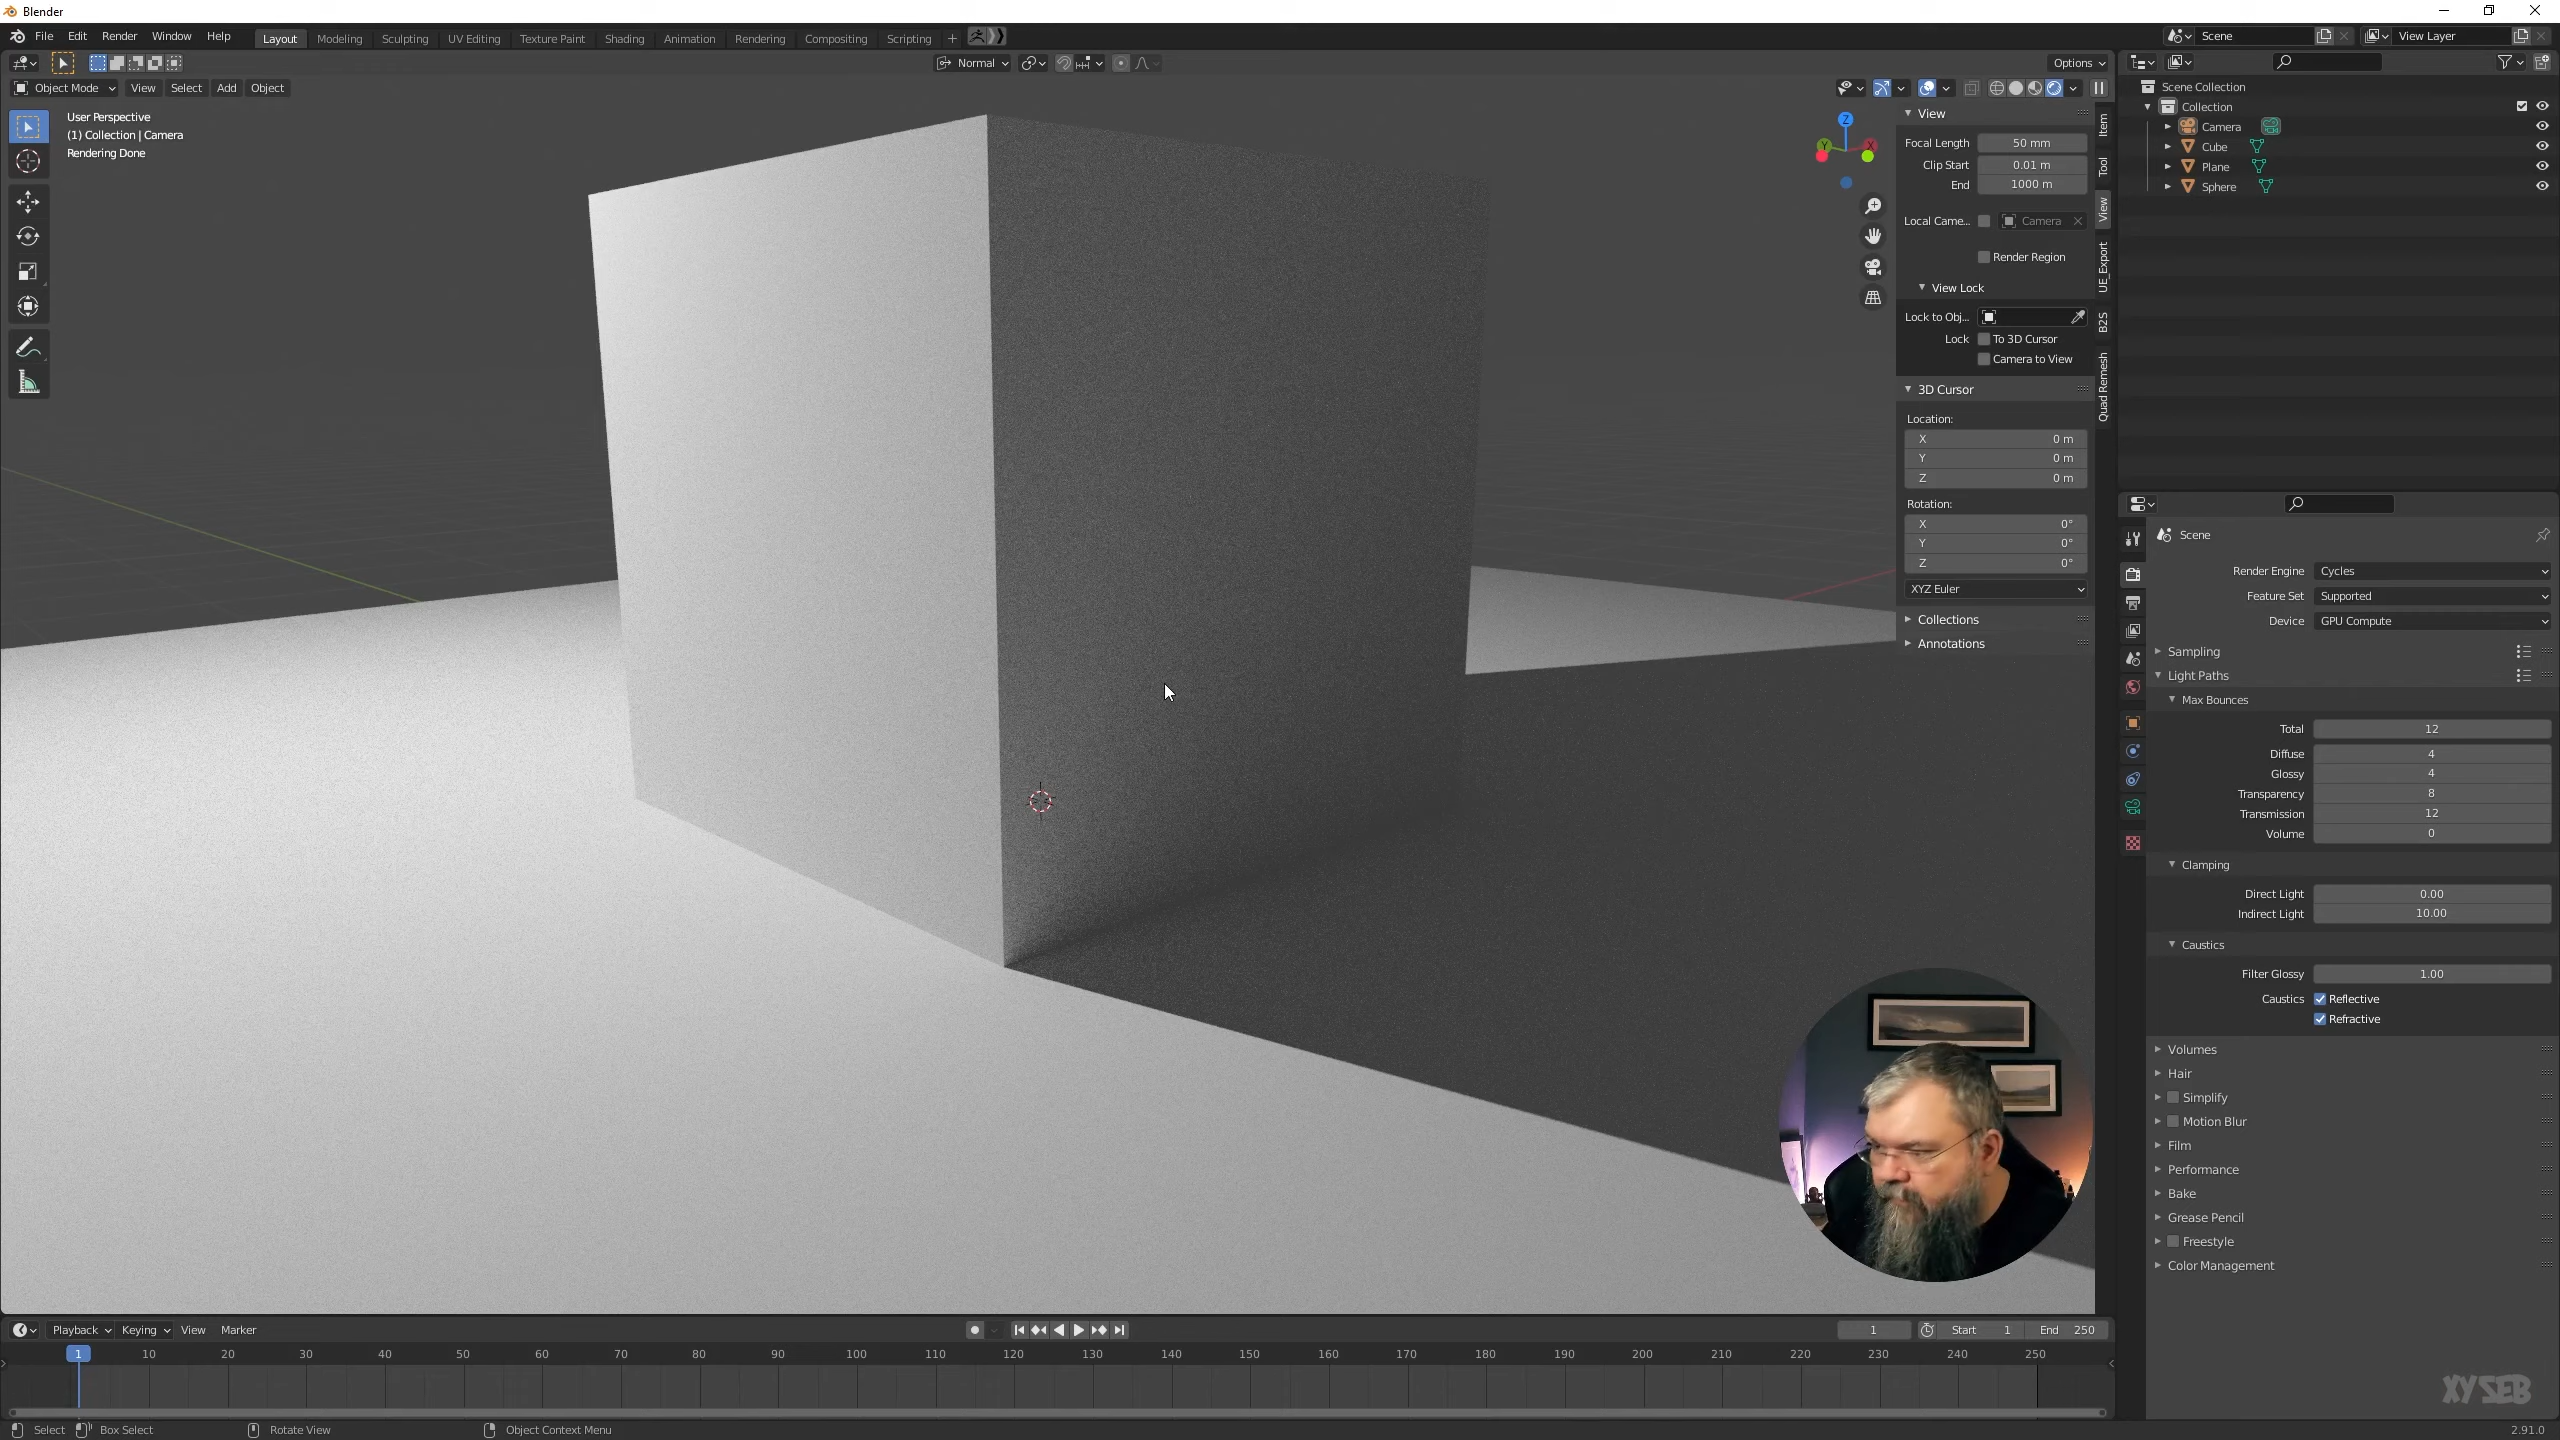 Blender
File Edit Render Window Help Layout Modeling Sculpting UV Editing Texture Paint Shading Animation Rendering Compositing Scripting + Scene View Layer
Normal Options
Object Mode View Select Add Object
User Perspective
(1) Collection | Camera
Rendering Done
Z
Y
X
View
Focal Length 50 mm
Clip Start 0.01 m
End 1000 m
Local Came... Camera
Render Region
View Lock
Lock to Obj...
Lock To 3D Cursor
Camera to View
3D Cursor
Location:
X 0 m
Y 0 m
Z 0 m
Rotation:
X 0°
Y 0°
Z 0°
XYZ Euler
Collections
Annotations
Item
Tool
View
UE_Export
B2S
Quad Remesh
Scene Collection
Collection
Camera
Cube
Plane
Sphere
Scene
Render Engine Cycles
Feature Set Supported
Device GPU Compute
Sampling
Light Paths
Max Bounces
Total 12
Diffuse 4
Glossy 4
Transparency 8
Transmission 12
Volume 0
Clamping
Direct Light 0.00
Indirect Light 10.00
Caustics
Filter Glossy 1.00
Caustics Reflective
Refractive
Volumes
Hair
Simplify
Motion Blur
Film
Performance
Bake
Grease Pencil
Freestyle
Color Management
Playback Keying View Marker 1 Start 1 End 250
1 10 20 30 40 50 60 70 80 90 100 110 120 130 140 150 160 170 180 190 200 210 220 230 240 250
XYSEB
Select Box Select Rotate View Object Context Menu 2.91.0